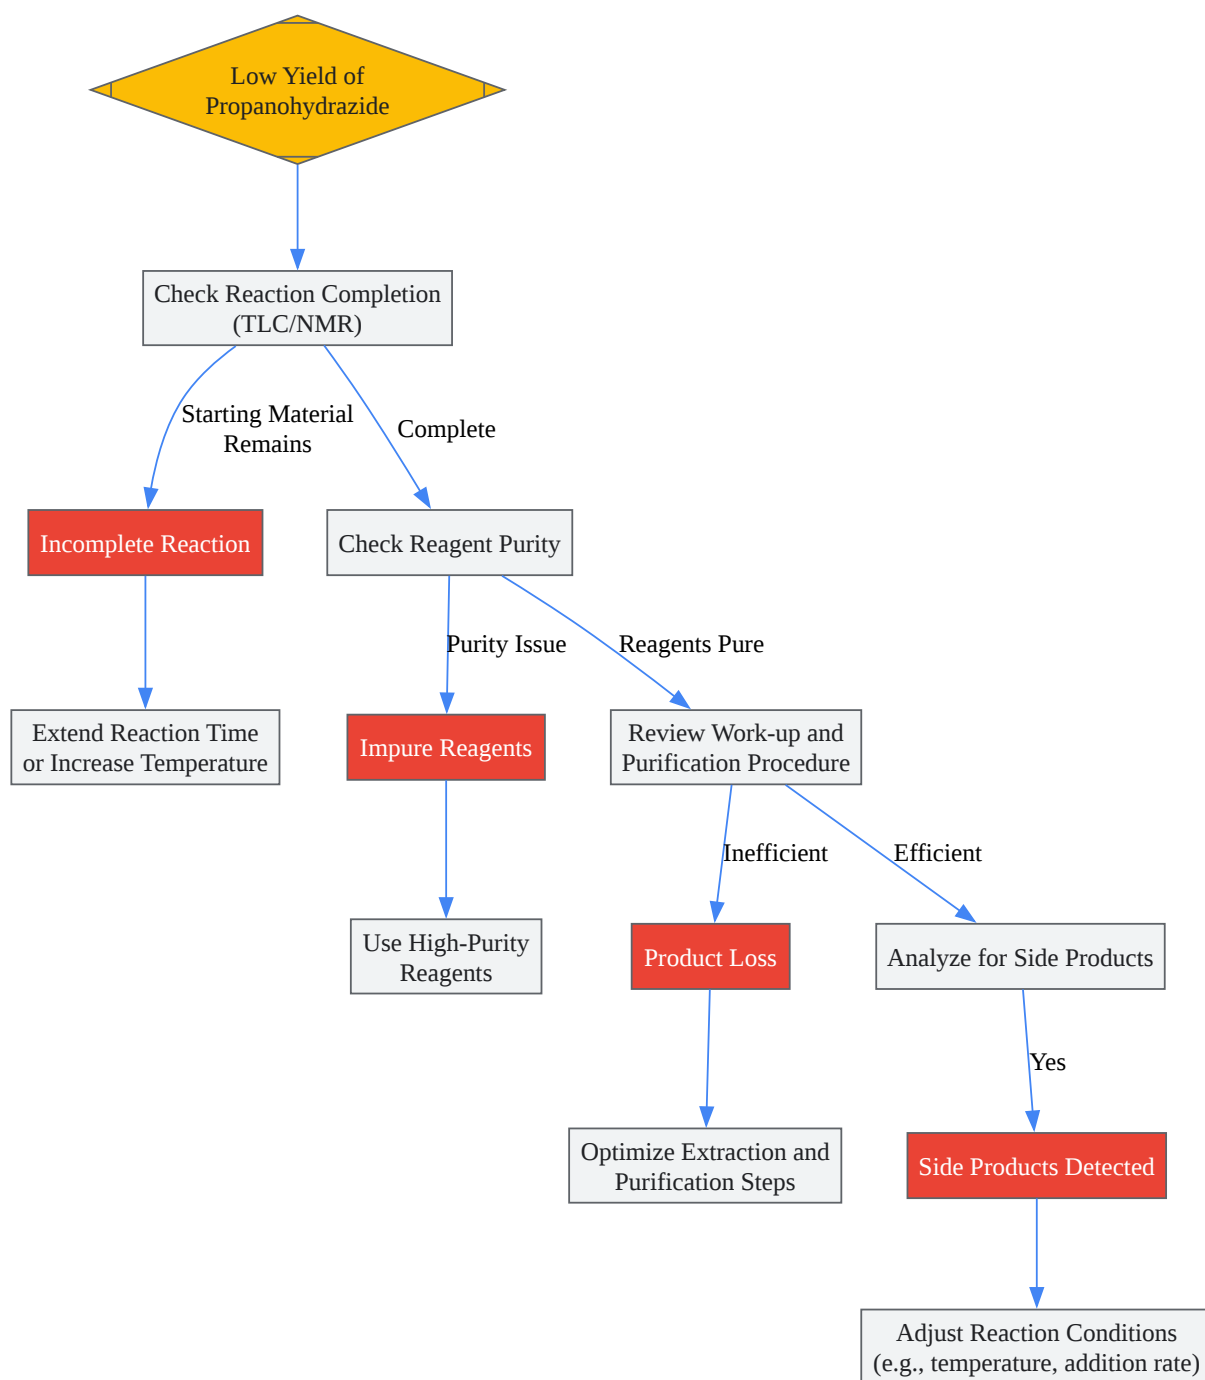 Low Yield of
Propanohydrazide
Check Reaction Completion
(TLC/NMR)
Starting Material
Remains
Complete
Incomplete Reaction
Check Reagent Purity
Purity Issue
Reagents Pure
Extend Reaction Time
or Increase Temperature
Impure Reagents
Review Work-up and
Purification Procedure
Inefficient
Efficient
Use High-Purity
Reagents
Product Loss
Analyze for Side Products
Yes
Optimize Extraction and
Purification Steps
Side Products Detected
Adjust Reaction Conditions
(e.g., temperature, addition rate)